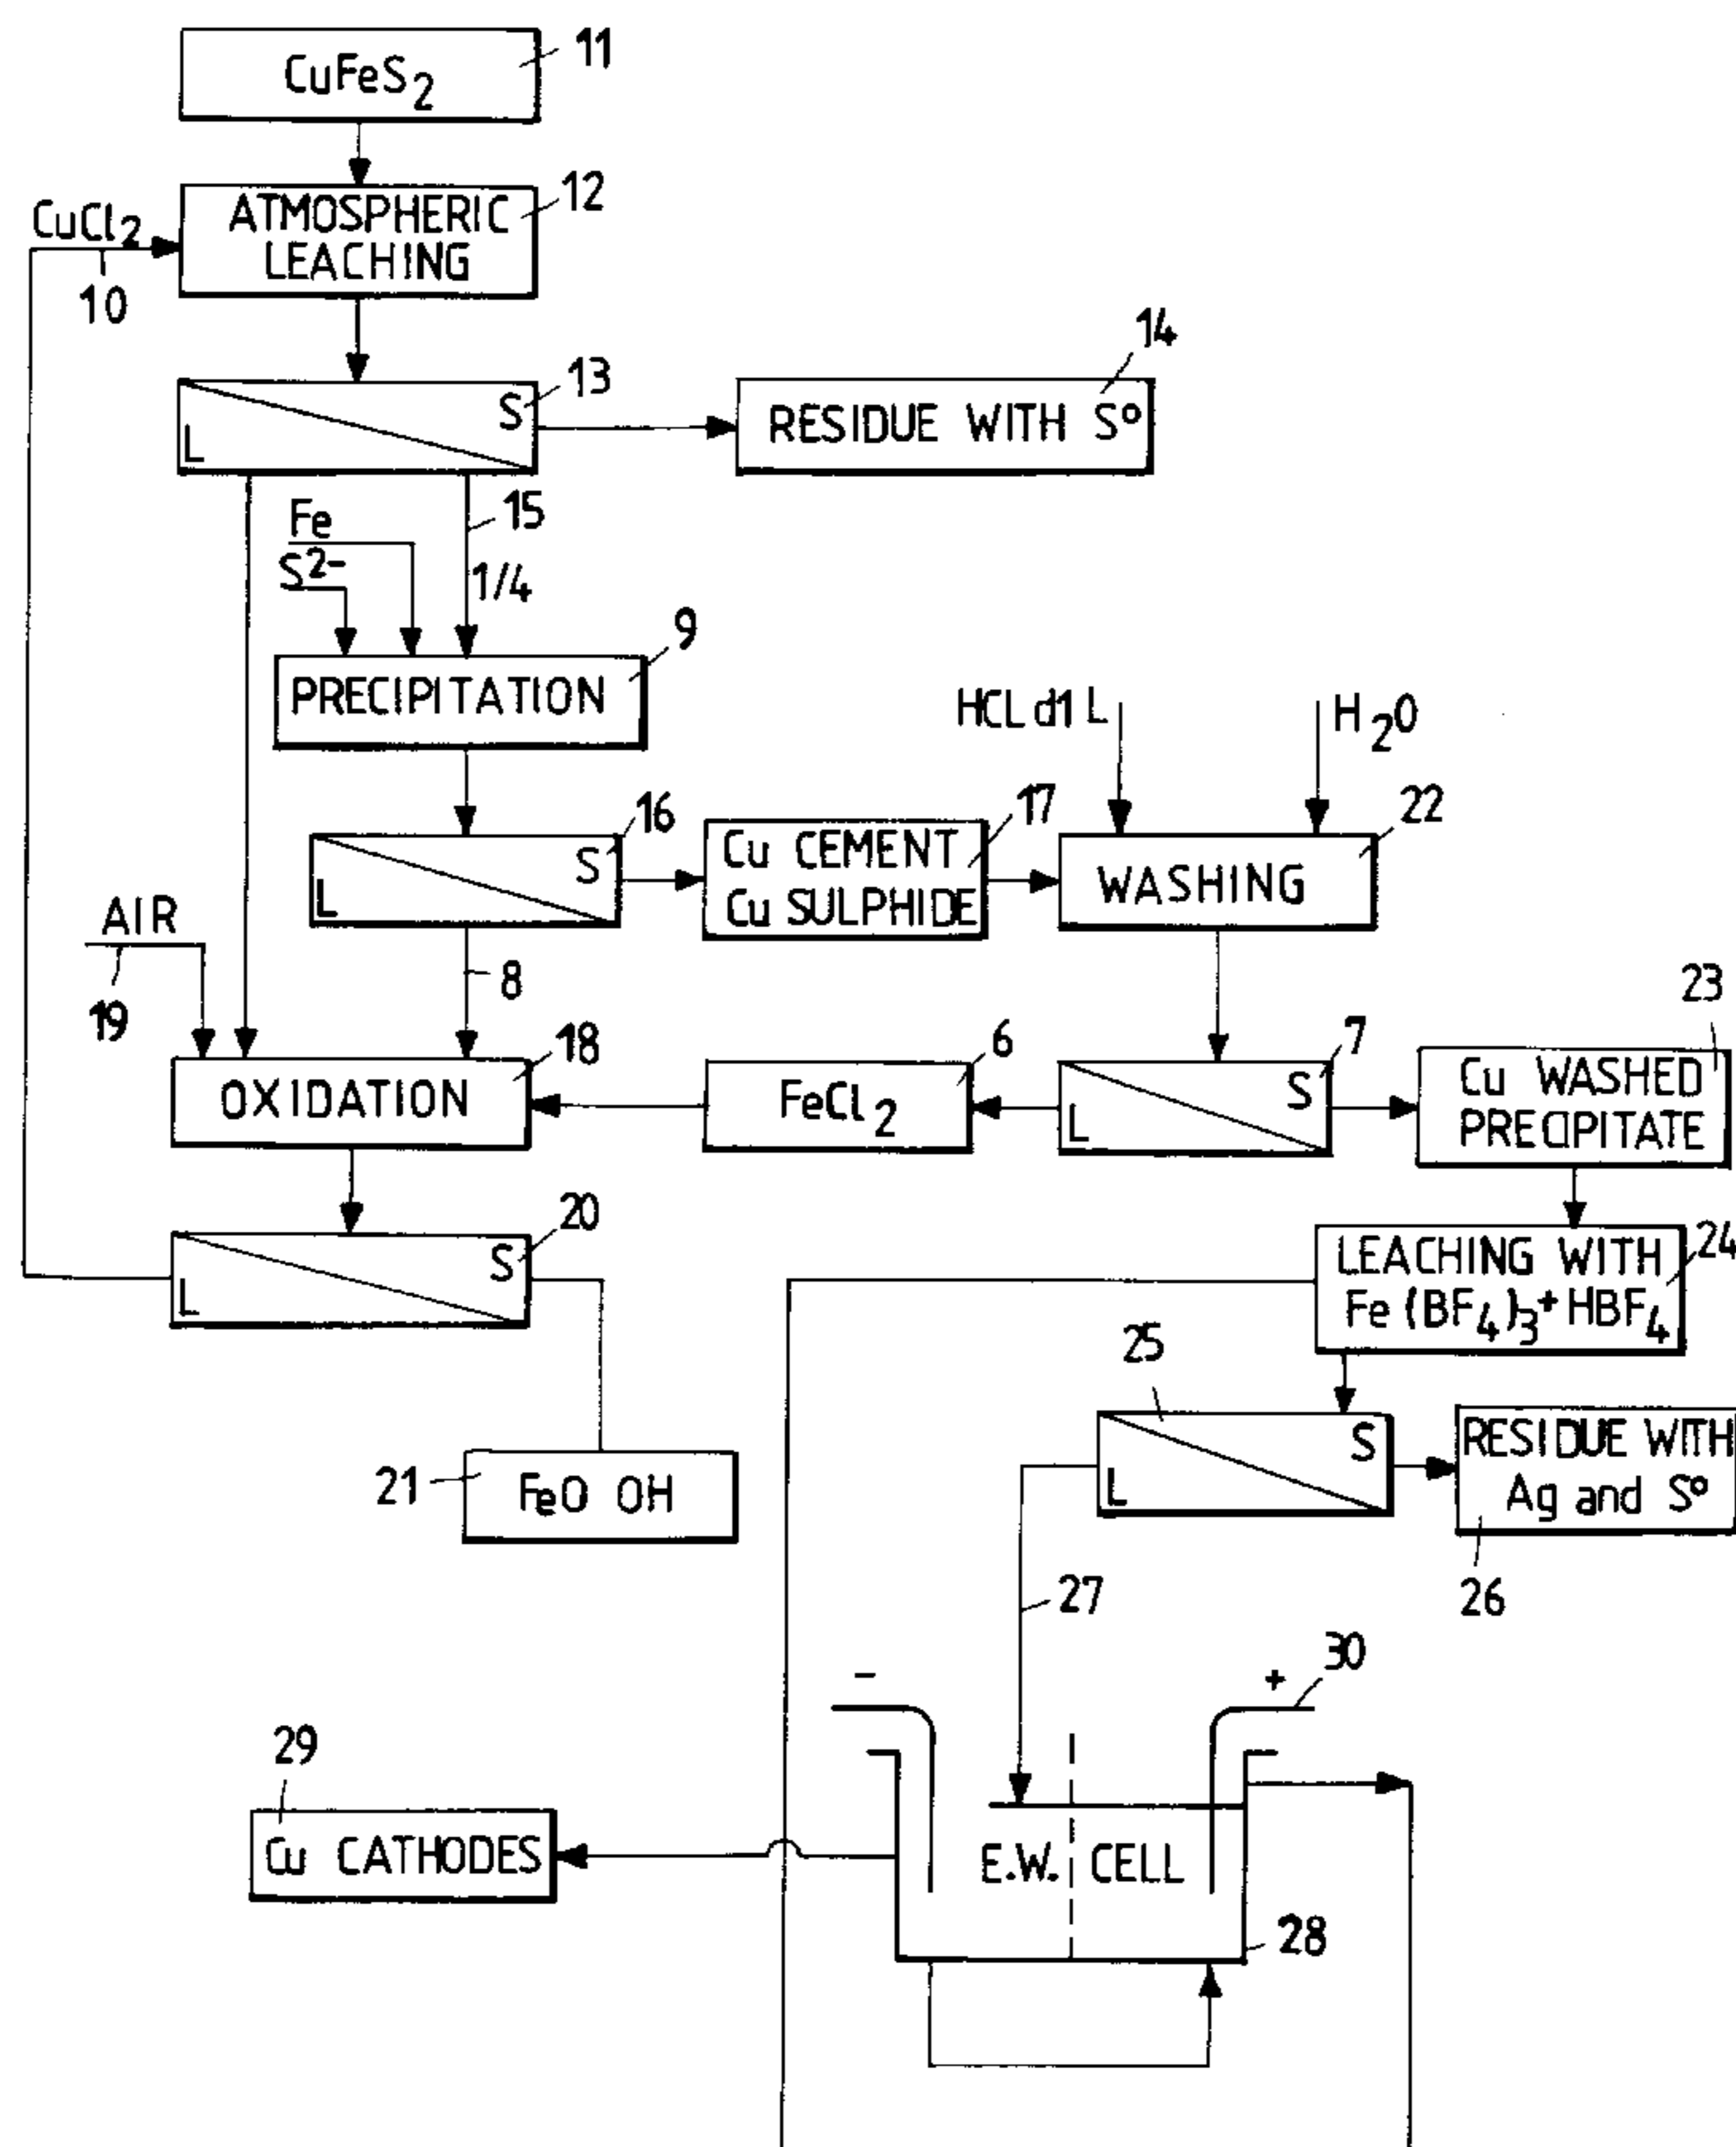 11
CuFeS2
12
ATMOSPHERIC
LEACHING
CuCl2
10
13
S
L
14
RESIDUE WITH S°
15
Fe
S2-
1/4
9
PRECIPITATION
HCL d1 L
H2O
16
S
L
17
Cu CEMENT
Cu SULPHIDE
22
WASHING
AIR
19
8
18
OXIDATION
6
FeCl2
7
S
L
23
Cu WASHED
PRECIPITATE
20
S
L
24
LEACHING WITH
Fe (BF4)3+ HBF4
25
S
L
21
FeO OH
RESIDUE WITH
Ag and S°
26
27
-
+
30
29
Cu CATHODES
E.W. CELL
28